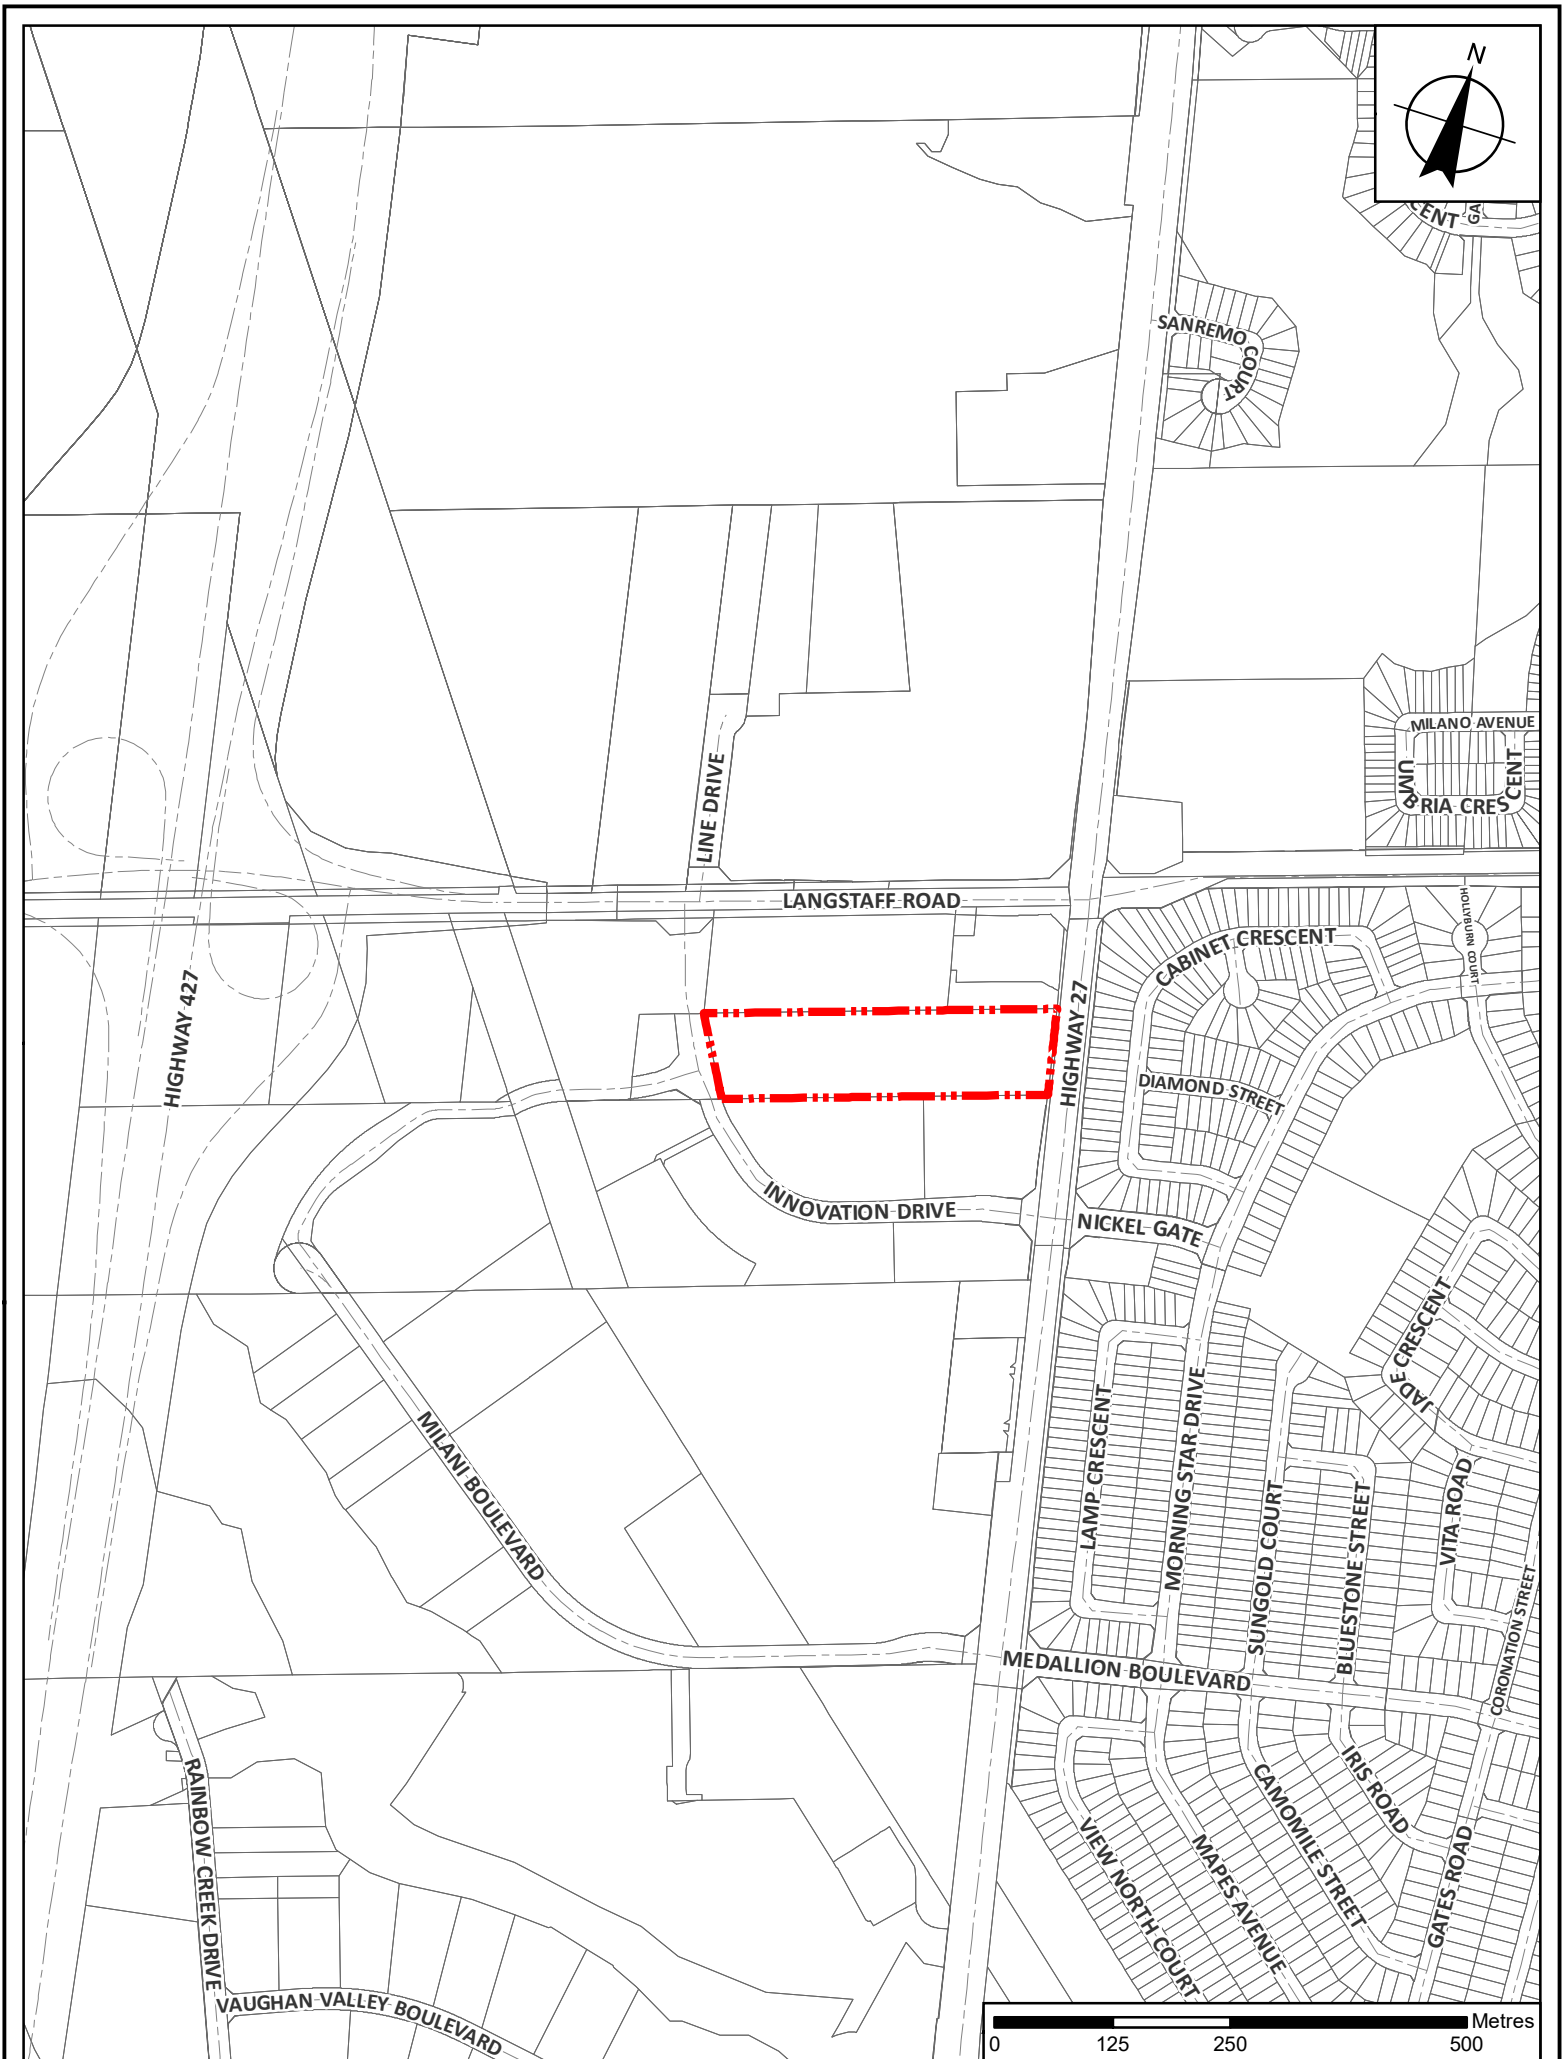 N
CENT
GA
SANREMO COURT
MILANO AVENUE
UMBRIA CRESCENT
LINE DRIVE
LANGSTAFF ROAD
HOLLYBURN COURT
CABINET CRESCENT
HIGHWAY 427
HIGHWAY 27
DIAMOND STREET
INNOVATION DRIVE
NICKEL GATE
JADE CRESCENT
LAMP CRESCENT
MORNING STAR DRIVE
MILANI BOULEVARD
SUNGOLD COURT
BLUESTONE STREET
VITA ROAD
CORONATION STREET
MEDALLION BOULEVARD
RAINBOW CREEK DRIVE
IRIS ROAD
CAMOMILE STREET
VIEW NORTH COURT
MAPES AVENUE
GATES ROAD
VAUGHAN VALLEY BOULEVARD
Metres
0 125 250 500